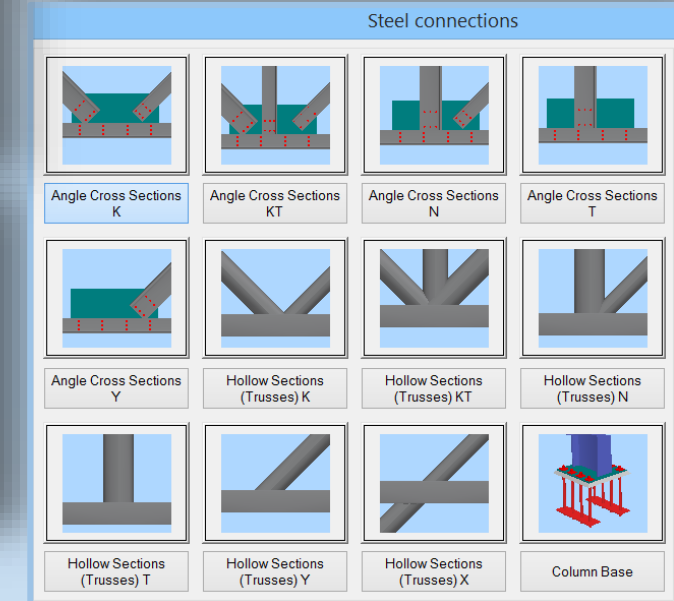 Steel connections
Angle Cross Sections
K
Angle Cross Sections
KT
Angle Cross Sections
N
Angle Cross Sections
T
Angle Cross Sections
Y
Hollow Sections
(Trusses) K
Hollow Sections
(Trusses) KT
Hollow Sections
(Trusses) N
Hollow Sections
(Trusses) T
Hollow Sections
(Trusses) Y
Hollow Sections
(Trusses) X
Column Base